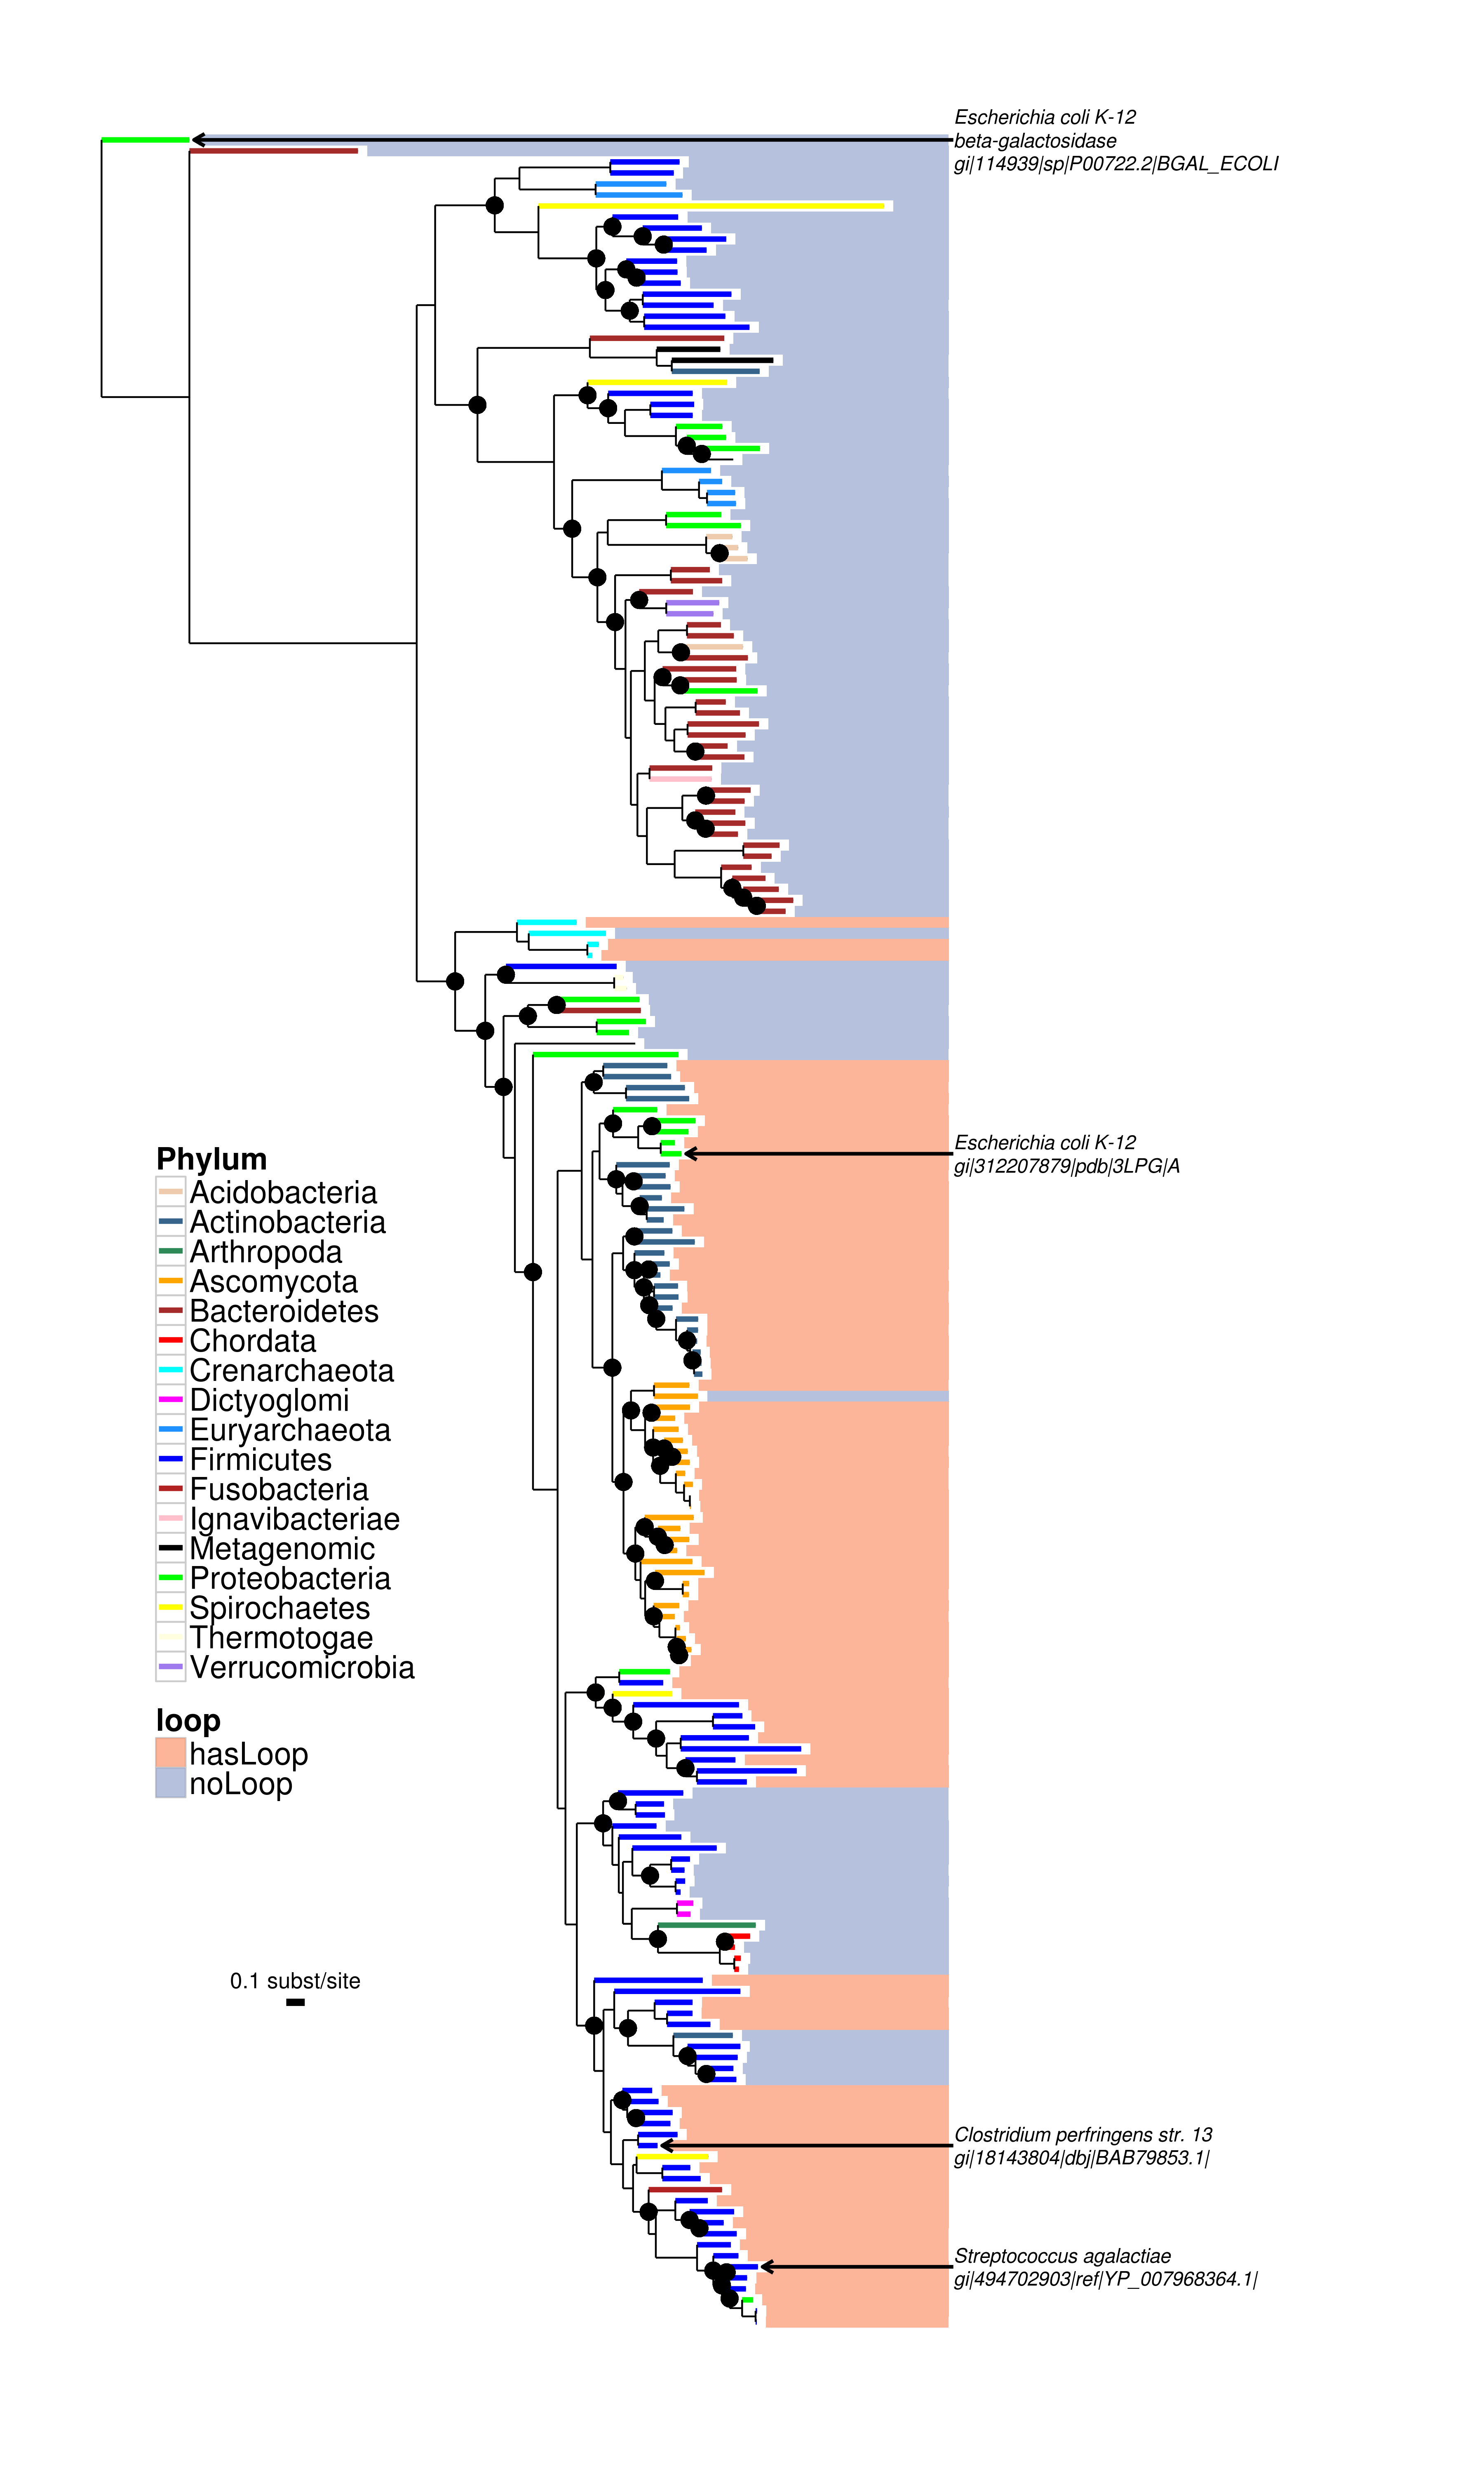 Escherichia coli K-12
beta-galactosidase
gi|114939|sp|P00722.2|BGAL_ECOLI
Escherichia coli K-12
gi|312207879|pdb|3LPG|A
Phylum
Acidobacteria
Actinobacteria
Arthropoda
Ascomycota
Bacteroidetes
Chordata
Crenarchaeota
Dictyoglomi
Euryarchaeota
Firmicutes
Fusobacteria
Ignavibacteriae
Metagenomic
Proteobacteria
Spirochaetes
Thermotogae
Verrucomicrobia
loop
hasLoop
noLoop
0.1 subst/site
Clostridium perfringens str. 13
gi|18143804|dbj|BAB79853.1|
Streptococcus agalactiae
gi|494702903|ref|YP_007968364.1|